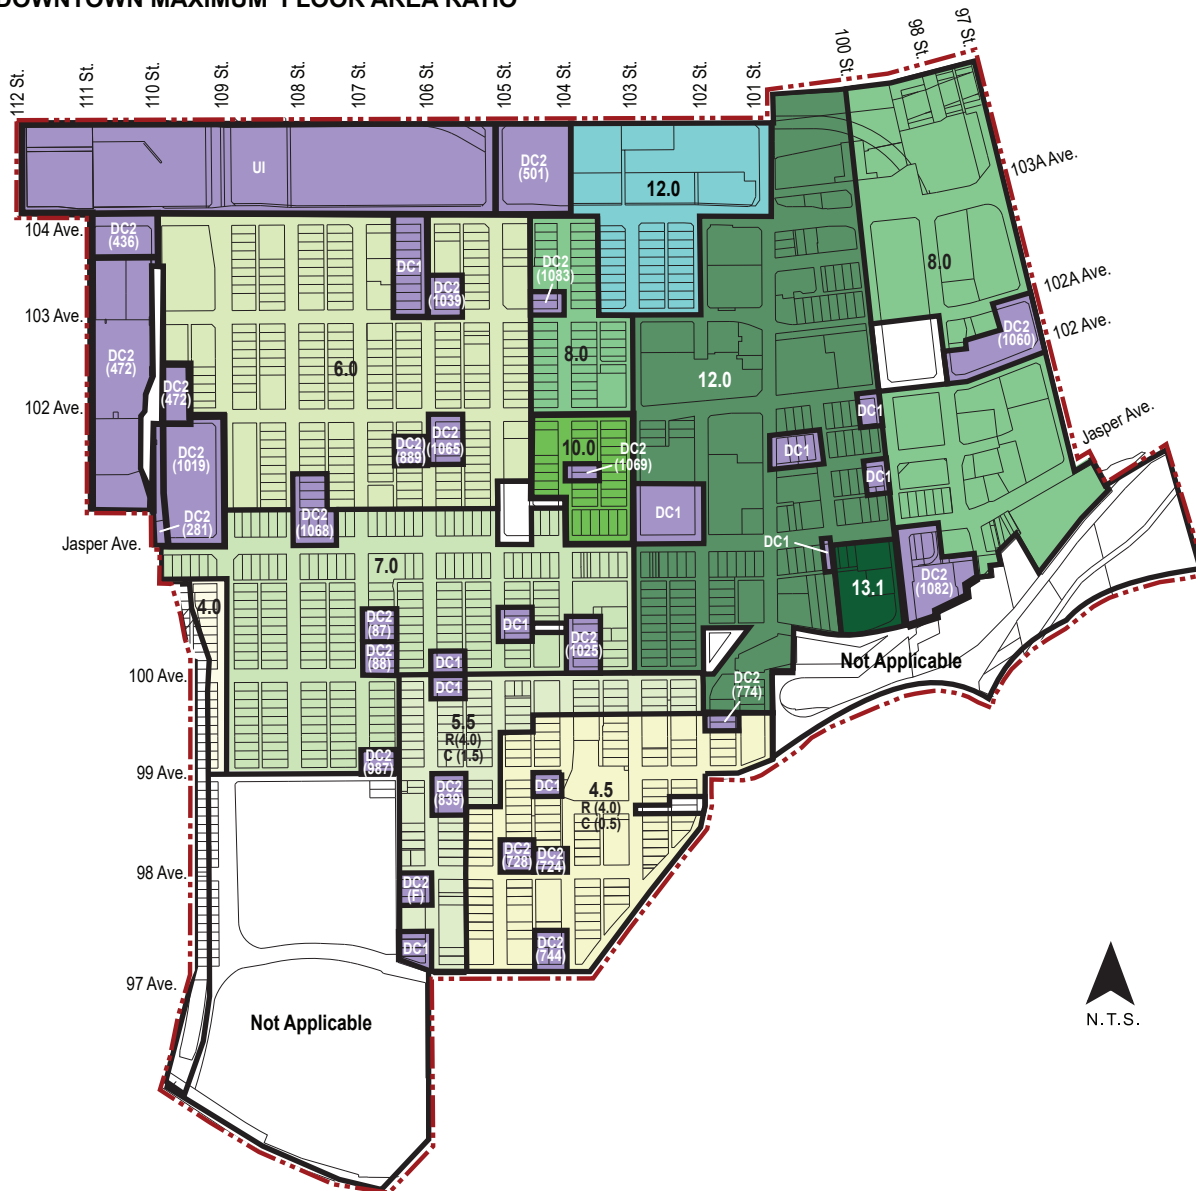 DOWNTOWN MAXIMUM FLOOR AREA RATIO
112 St.
111 St.
110 St.
109 St.
108 St.
107 St.
106 St.
105 St.
104 St.
103 St.
102 St.
101 St.
100 St.
98 St.
97 St.
103A Ave.
102A Ave.
102 Ave.
Jasper Ave.
104 Ave.
103 Ave.
102 Ave.
Jasper Ave.
100 Ave.
99 Ave.
98 Ave.
97 Ave.
UI
DC2
(501)
12.0
DC2
(436)
DC1
DC2
(1039)
DC2
(1083)
8.0
DC2
(472)
6.0
8.0
12.0
DC2
(1060)
DC2
(472)
DC2
(1019)
DC2
(889)
DC2
(1065)
10.0
DC2
(1069)
DC1
DC1
DC1
DC1
DC2
(281)
DC2
(1068)
DC1
7.0
13.1
DC2
(1082)
4.0
DC2
(87)
DC2
(88)
DC1
DC2
(1025)
DC1
DC1
Not Applicable
DC2
(774)
5.5
R(4.0)
C (1.5)
DC2
(987)
DC2
(839)
DC1
4.5
R (4.0)
C (0.5)
DC2
(728)
DC2
(724)
DC2
(F)
DC1
DC2
(744)
Not Applicable
N.T.S.